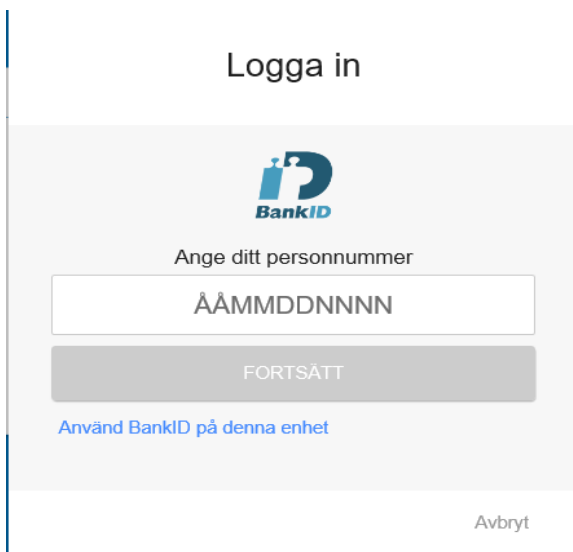 Logga in
BankID
Ange ditt personnummer
ÅÅMMDDNNNN
FORTSÄTT
Använd BankID på denna enhet
Avbryt